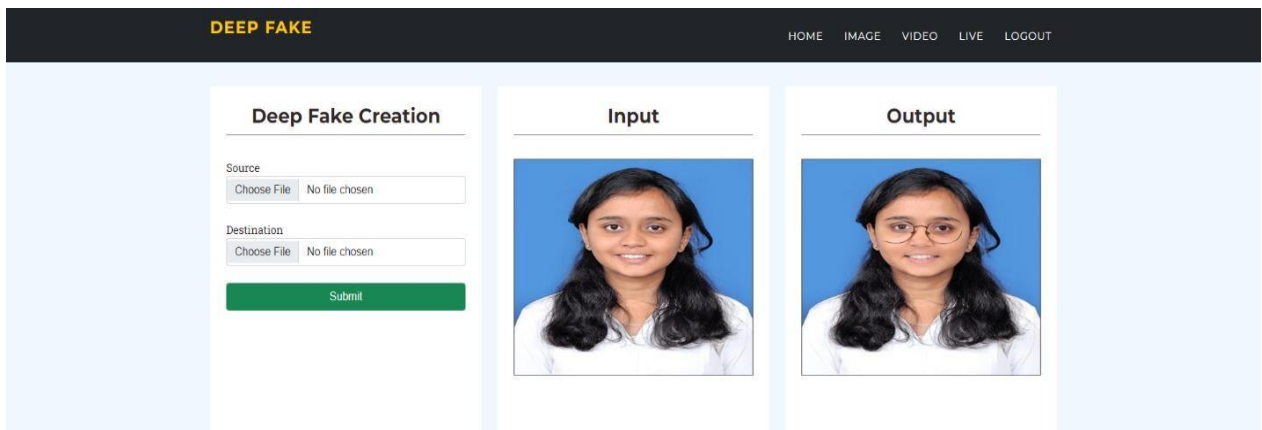 DEEP FAKE
HOME IMAGE VIDEO LIVE LOGOUT
Deep Fake Creation
Source
Choose File No file chosen
Destination
Choose File No file chosen
Submit
Input
Output